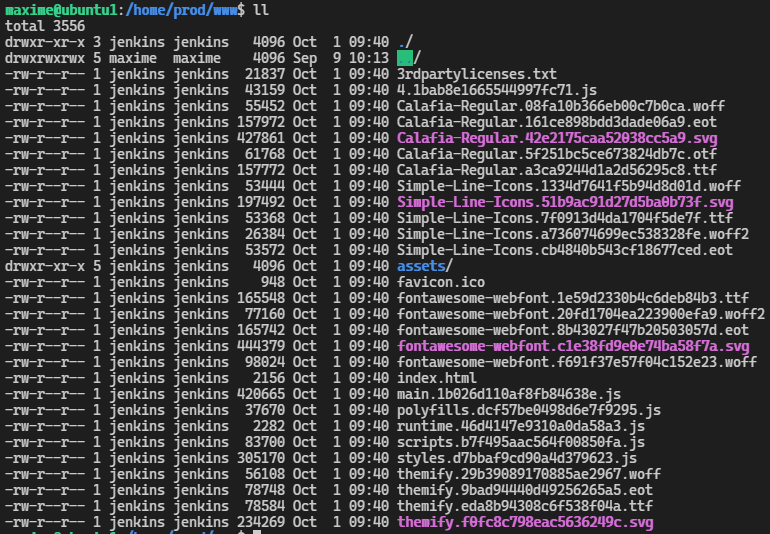 maxime@ubuntu1:/home/prod/www$ ll
total 3556
drwxr-xr-x 3 jenkins jenkins   4096 Oct  1 09:40 ./
drwxrwxrwx 5 maxime  maxime    4096 Sep  9 10:13 ../
-rw-r--r-- 1 jenkins jenkins  21837 Oct  1 09:40 3rdpartylicenses.txt
-rw-r--r-- 1 jenkins jenkins  43159 Oct  1 09:40 4.1bab8e1665544997fc71.js
-rw-r--r-- 1 jenkins jenkins  55452 Oct  1 09:40 Calafia-Regular.08fa10b366eb00c7b0ca.woff
-rw-r--r-- 1 jenkins jenkins 157972 Oct  1 09:40 Calafia-Regular.161ce898bdd3dade06a9.eot
-rw-r--r-- 1 jenkins jenkins 427861 Oct  1 09:40 Calafia-Regular.42e2175caa52038cc5a9.svg
-rw-r--r-- 1 jenkins jenkins  61768 Oct  1 09:40 Calafia-Regular.5f251bc5ce673824db7c.otf
-rw-r--r-- 1 jenkins jenkins 157772 Oct  1 09:40 Calafia-Regular.a3ca9244d1a2d56295c8.ttf
-rw-r--r-- 1 jenkins jenkins  53444 Oct  1 09:40 Simple-Line-Icons.1334d7641f5b94d8d01d.woff
-rw-r--r-- 1 jenkins jenkins 197492 Oct  1 09:40 Simple-Line-Icons.51b9ac91d27d5ba0b73f.svg
-rw-r--r-- 1 jenkins jenkins  53368 Oct  1 09:40 Simple-Line-Icons.7f0913d4da1704f5de7f.ttf
-rw-r--r-- 1 jenkins jenkins  26384 Oct  1 09:40 Simple-Line-Icons.a736074699ec538328fe.woff2
-rw-r--r-- 1 jenkins jenkins  53572 Oct  1 09:40 Simple-Line-Icons.cb4840b543cf18677ced.eot
drwxr-xr-x 5 jenkins jenkins   4096 Oct  1 09:40 assets/
-rw-r--r-- 1 jenkins jenkins    948 Oct  1 09:40 favicon.ico
-rw-r--r-- 1 jenkins jenkins 165548 Oct  1 09:40 fontawesome-webfont.1e59d2330b4c6deb84b3.ttf
-rw-r--r-- 1 jenkins jenkins  77160 Oct  1 09:40 fontawesome-webfont.20fd1704ea223900efa9.woff2
-rw-r--r-- 1 jenkins jenkins 165742 Oct  1 09:40 fontawesome-webfont.8b43027f47b20503057d.eot
-rw-r--r-- 1 jenkins jenkins 444379 Oct  1 09:40 fontawesome-webfont.c1e38fd9e0e74ba58f7a.svg
-rw-r--r-- 1 jenkins jenkins  98024 Oct  1 09:40 fontawesome-webfont.f691f37e57f04c152e23.woff
-rw-r--r-- 1 jenkins jenkins   2156 Oct  1 09:40 index.html
-rw-r--r-- 1 jenkins jenkins 420665 Oct  1 09:40 main.1b026d110af8fb84638e.js
-rw-r--r-- 1 jenkins jenkins  37670 Oct  1 09:40 polyfills.dcf57be0498d6e7f9295.js
-rw-r--r-- 1 jenkins jenkins   2282 Oct  1 09:40 runtime.46d4147e9310a0da58a3.js
-rw-r--r-- 1 jenkins jenkins  83700 Oct  1 09:40 scripts.b7f495aac564f00850fa.js
-rw-r--r-- 1 jenkins jenkins 305170 Oct  1 09:40 styles.d7bbaf9cd90a4d379623.js
-rw-r--r-- 1 jenkins jenkins  56108 Oct  1 09:40 themify.29b39089170885ae2967.woff
-rw-r--r-- 1 jenkins jenkins  78748 Oct  1 09:40 themify.9bad94440d49256265a5.eot
-rw-r--r-- 1 jenkins jenkins  78584 Oct  1 09:40 themify.eda8b94308c6f538f04a.ttf
-rw-r--r-- 1 jenkins jenkins 234269 Oct  1 09:40 themify.f0fc8c798eac5636249c.svg